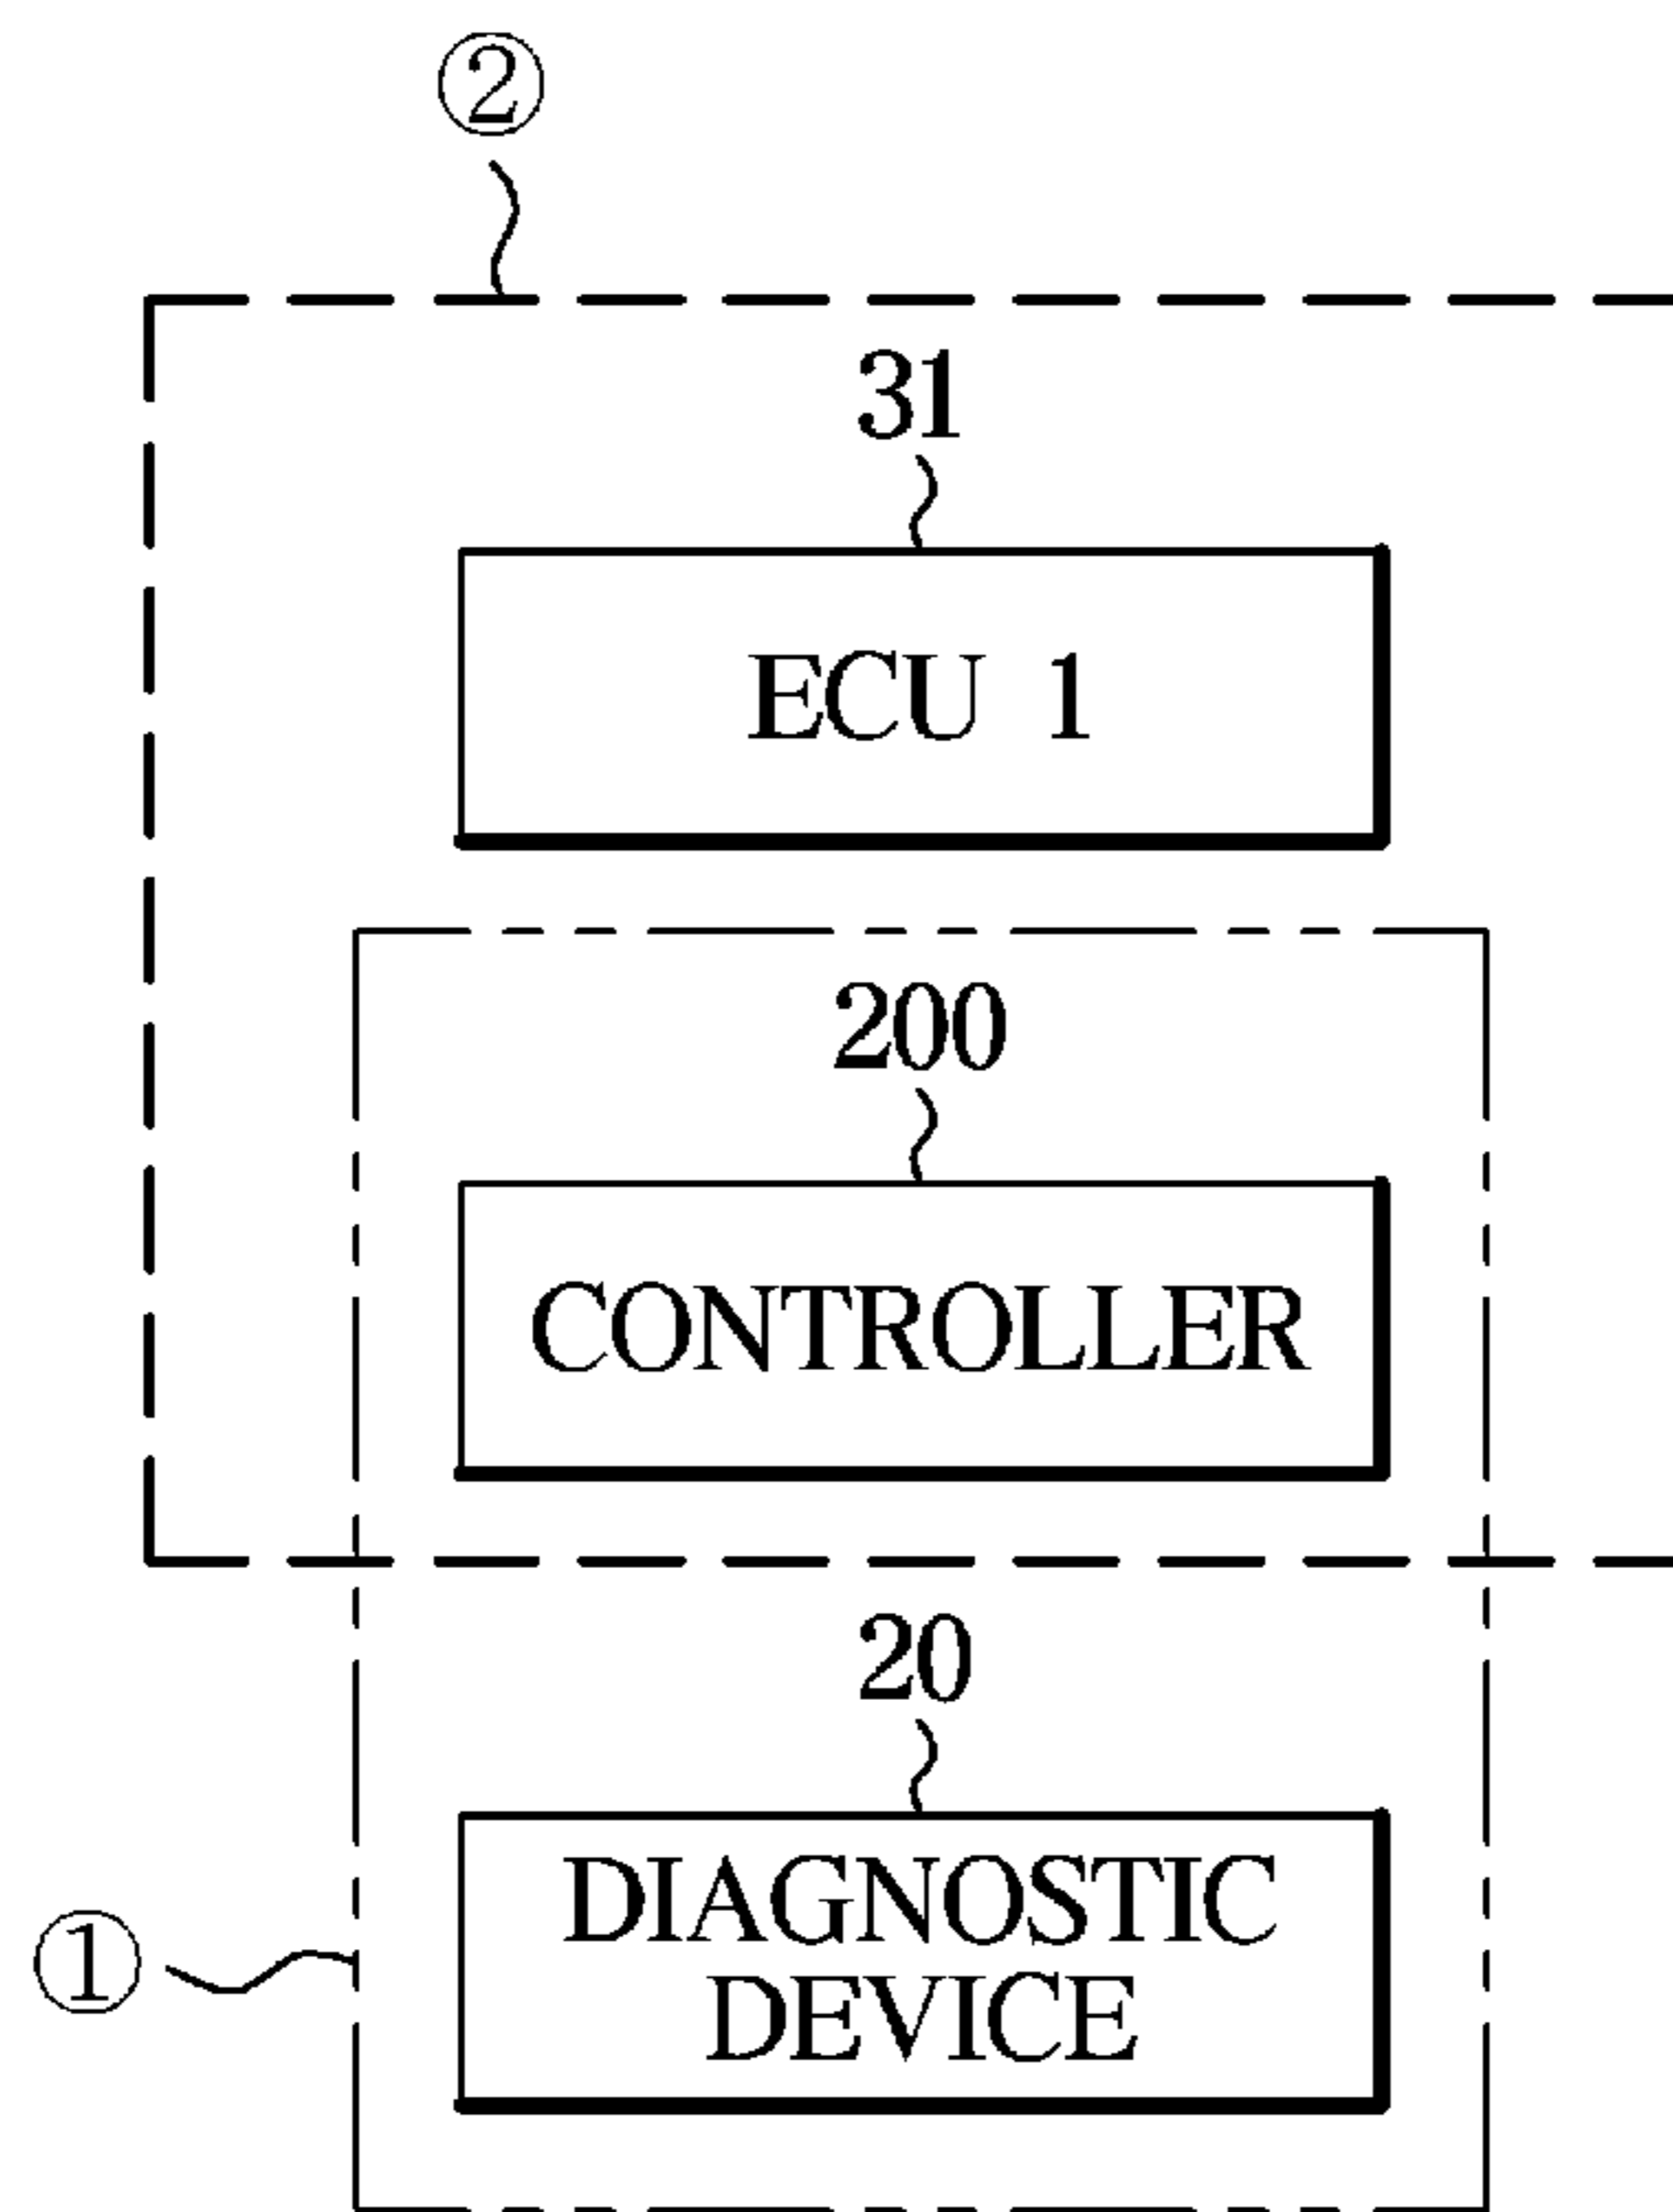 ②
31
ECU 1
200
CONTROLLER
20
DIAGNOSTIC
DEVICE
①